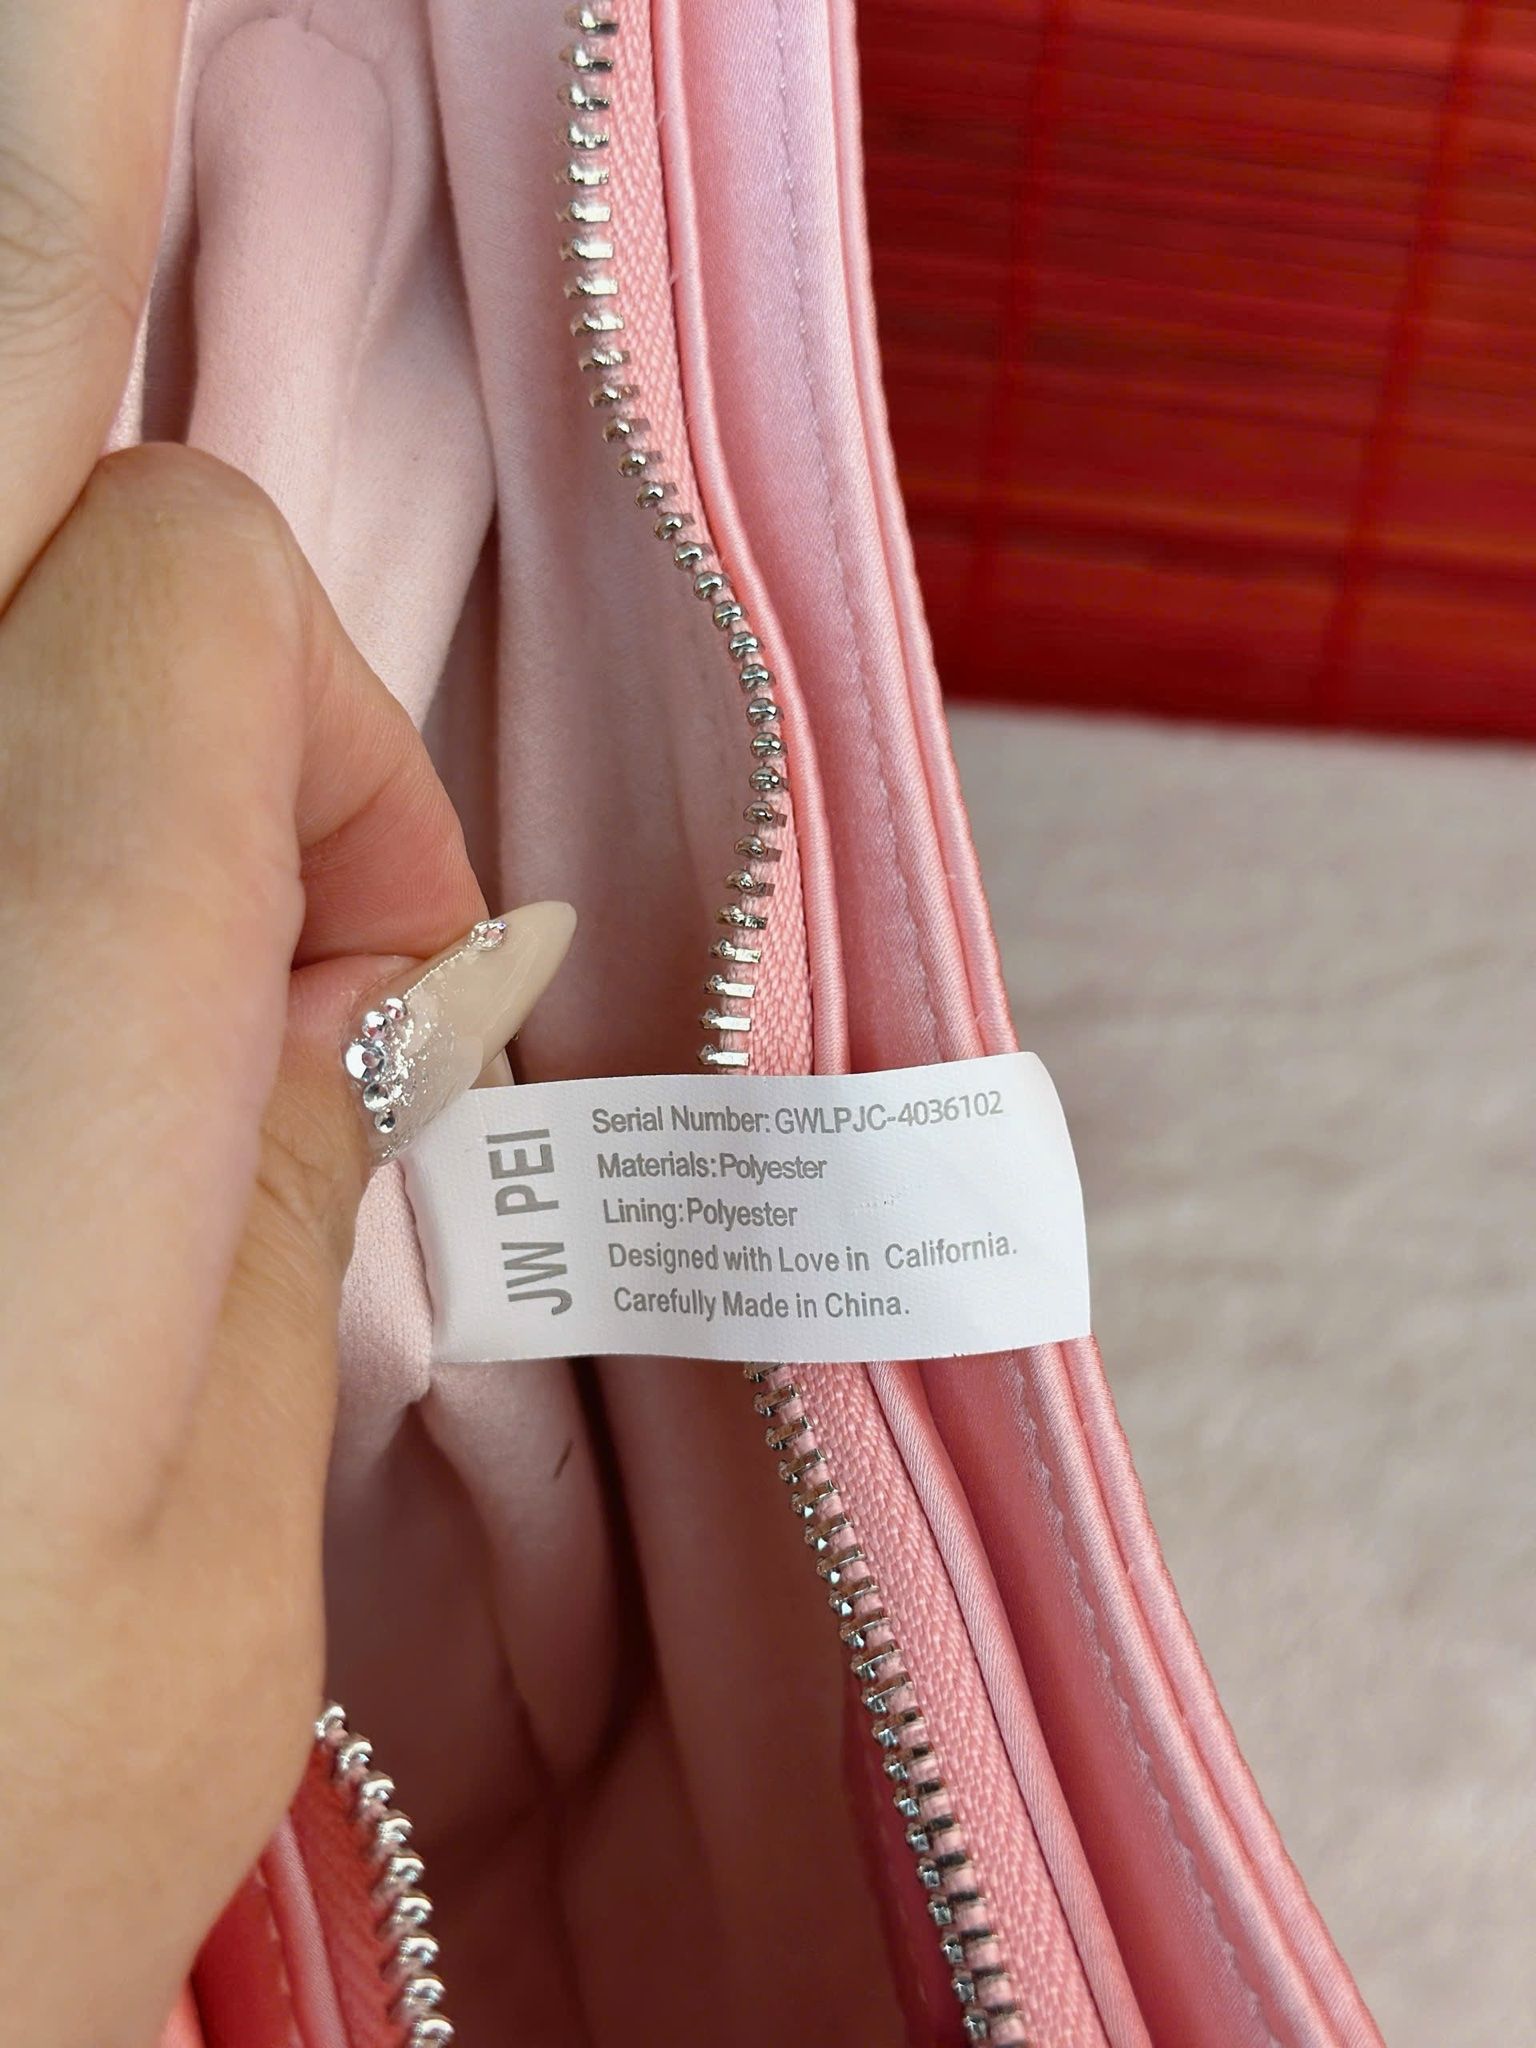 JW PEI
Serial Number: GWLPJC-4036102
Materials:Polyester
Lining:Polyester
Designed with Love in California.
Carefully Made in China.